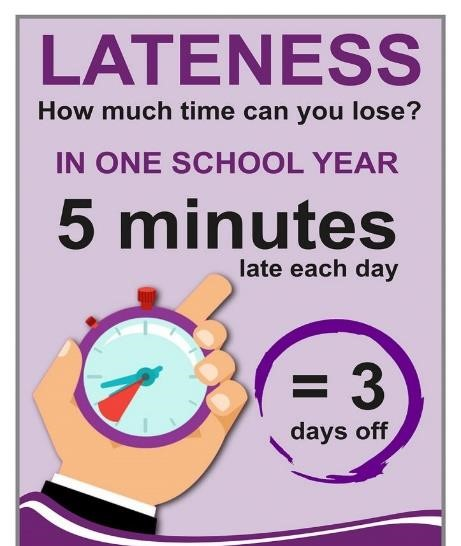 LATENESS
How much time can you lose?
IN ONE SCHOOL YEAR
5 minutes
late each day
= 3
days off